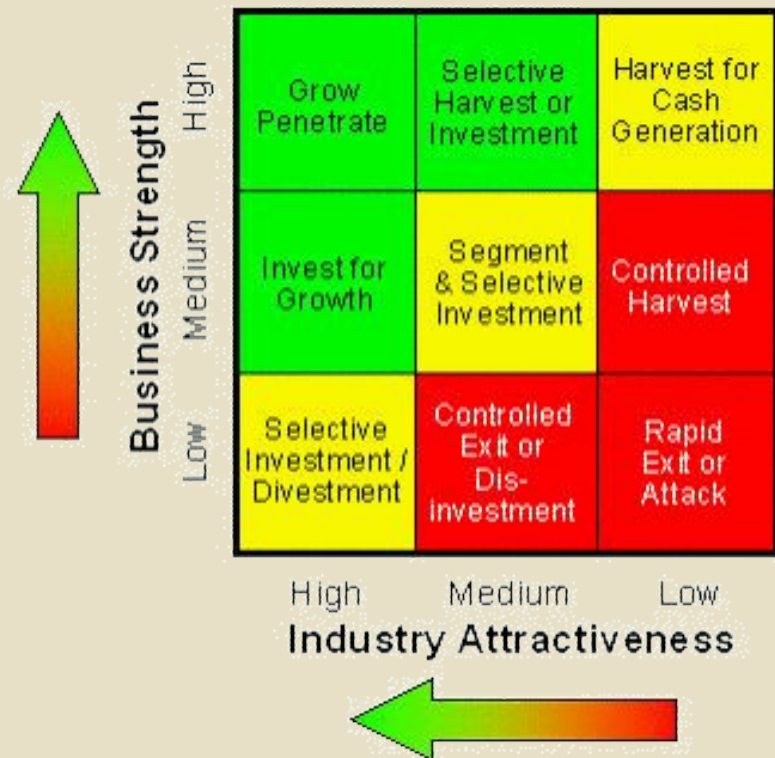 High
Grow
Penetrate
Selective
Harvest or
Investment
Harvest for
Cash
Generation
Business Strength
Medium
Invest for
Growth
Segment
& Selective
Investment
Controlled
Harvest
Low
Selective
Investment /
Divestment
Controlled
Exit or
Dis-
investment
Rapid
Exit or
Attack
High
Medium
Low
Industry Attractiveness